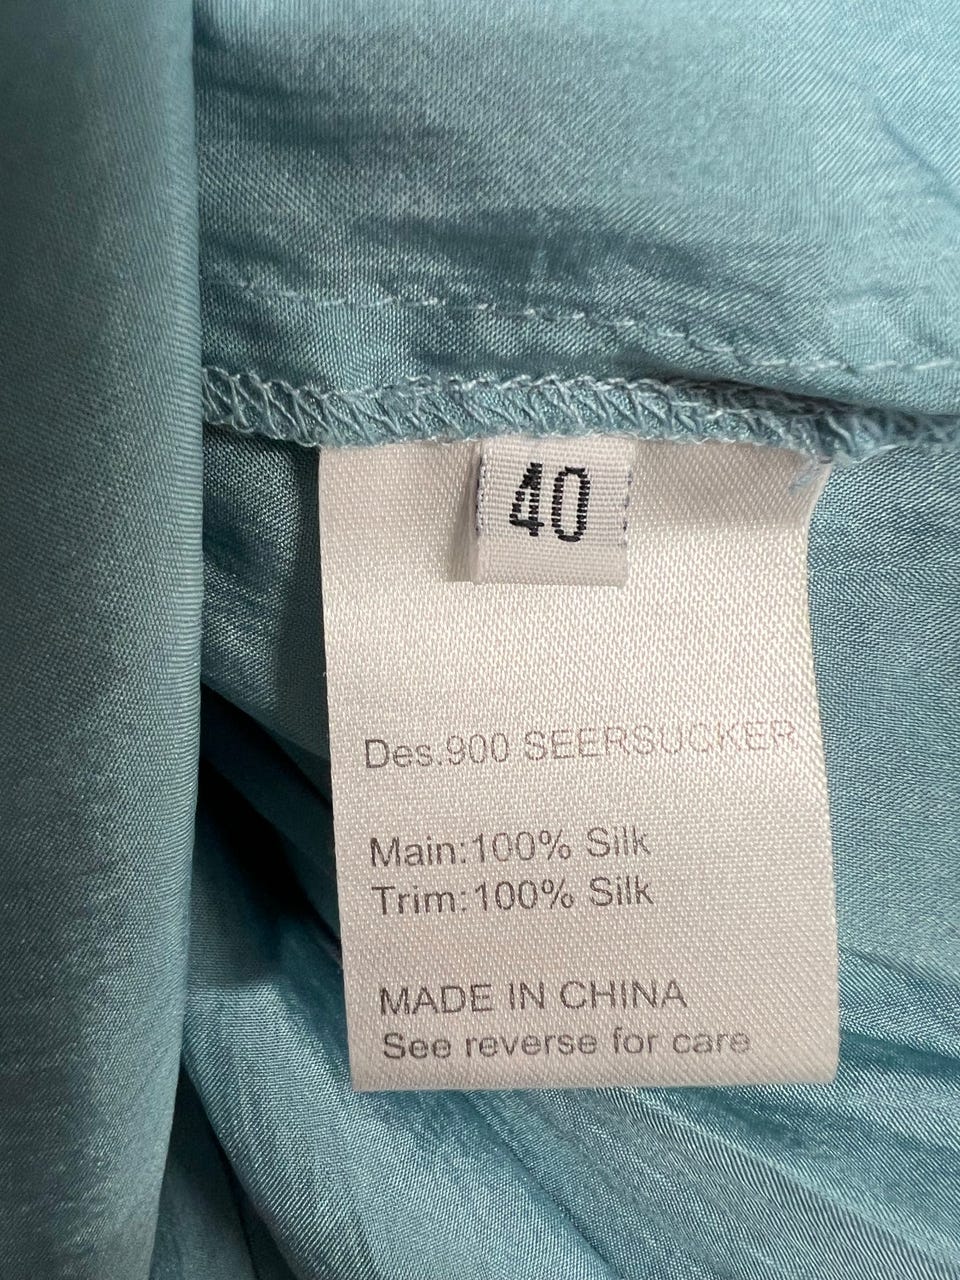 40
Des.900 SEERSUCKER
Main:100% Silk
Trim:100% Silk
MADE IN CHINA
See reverse for care